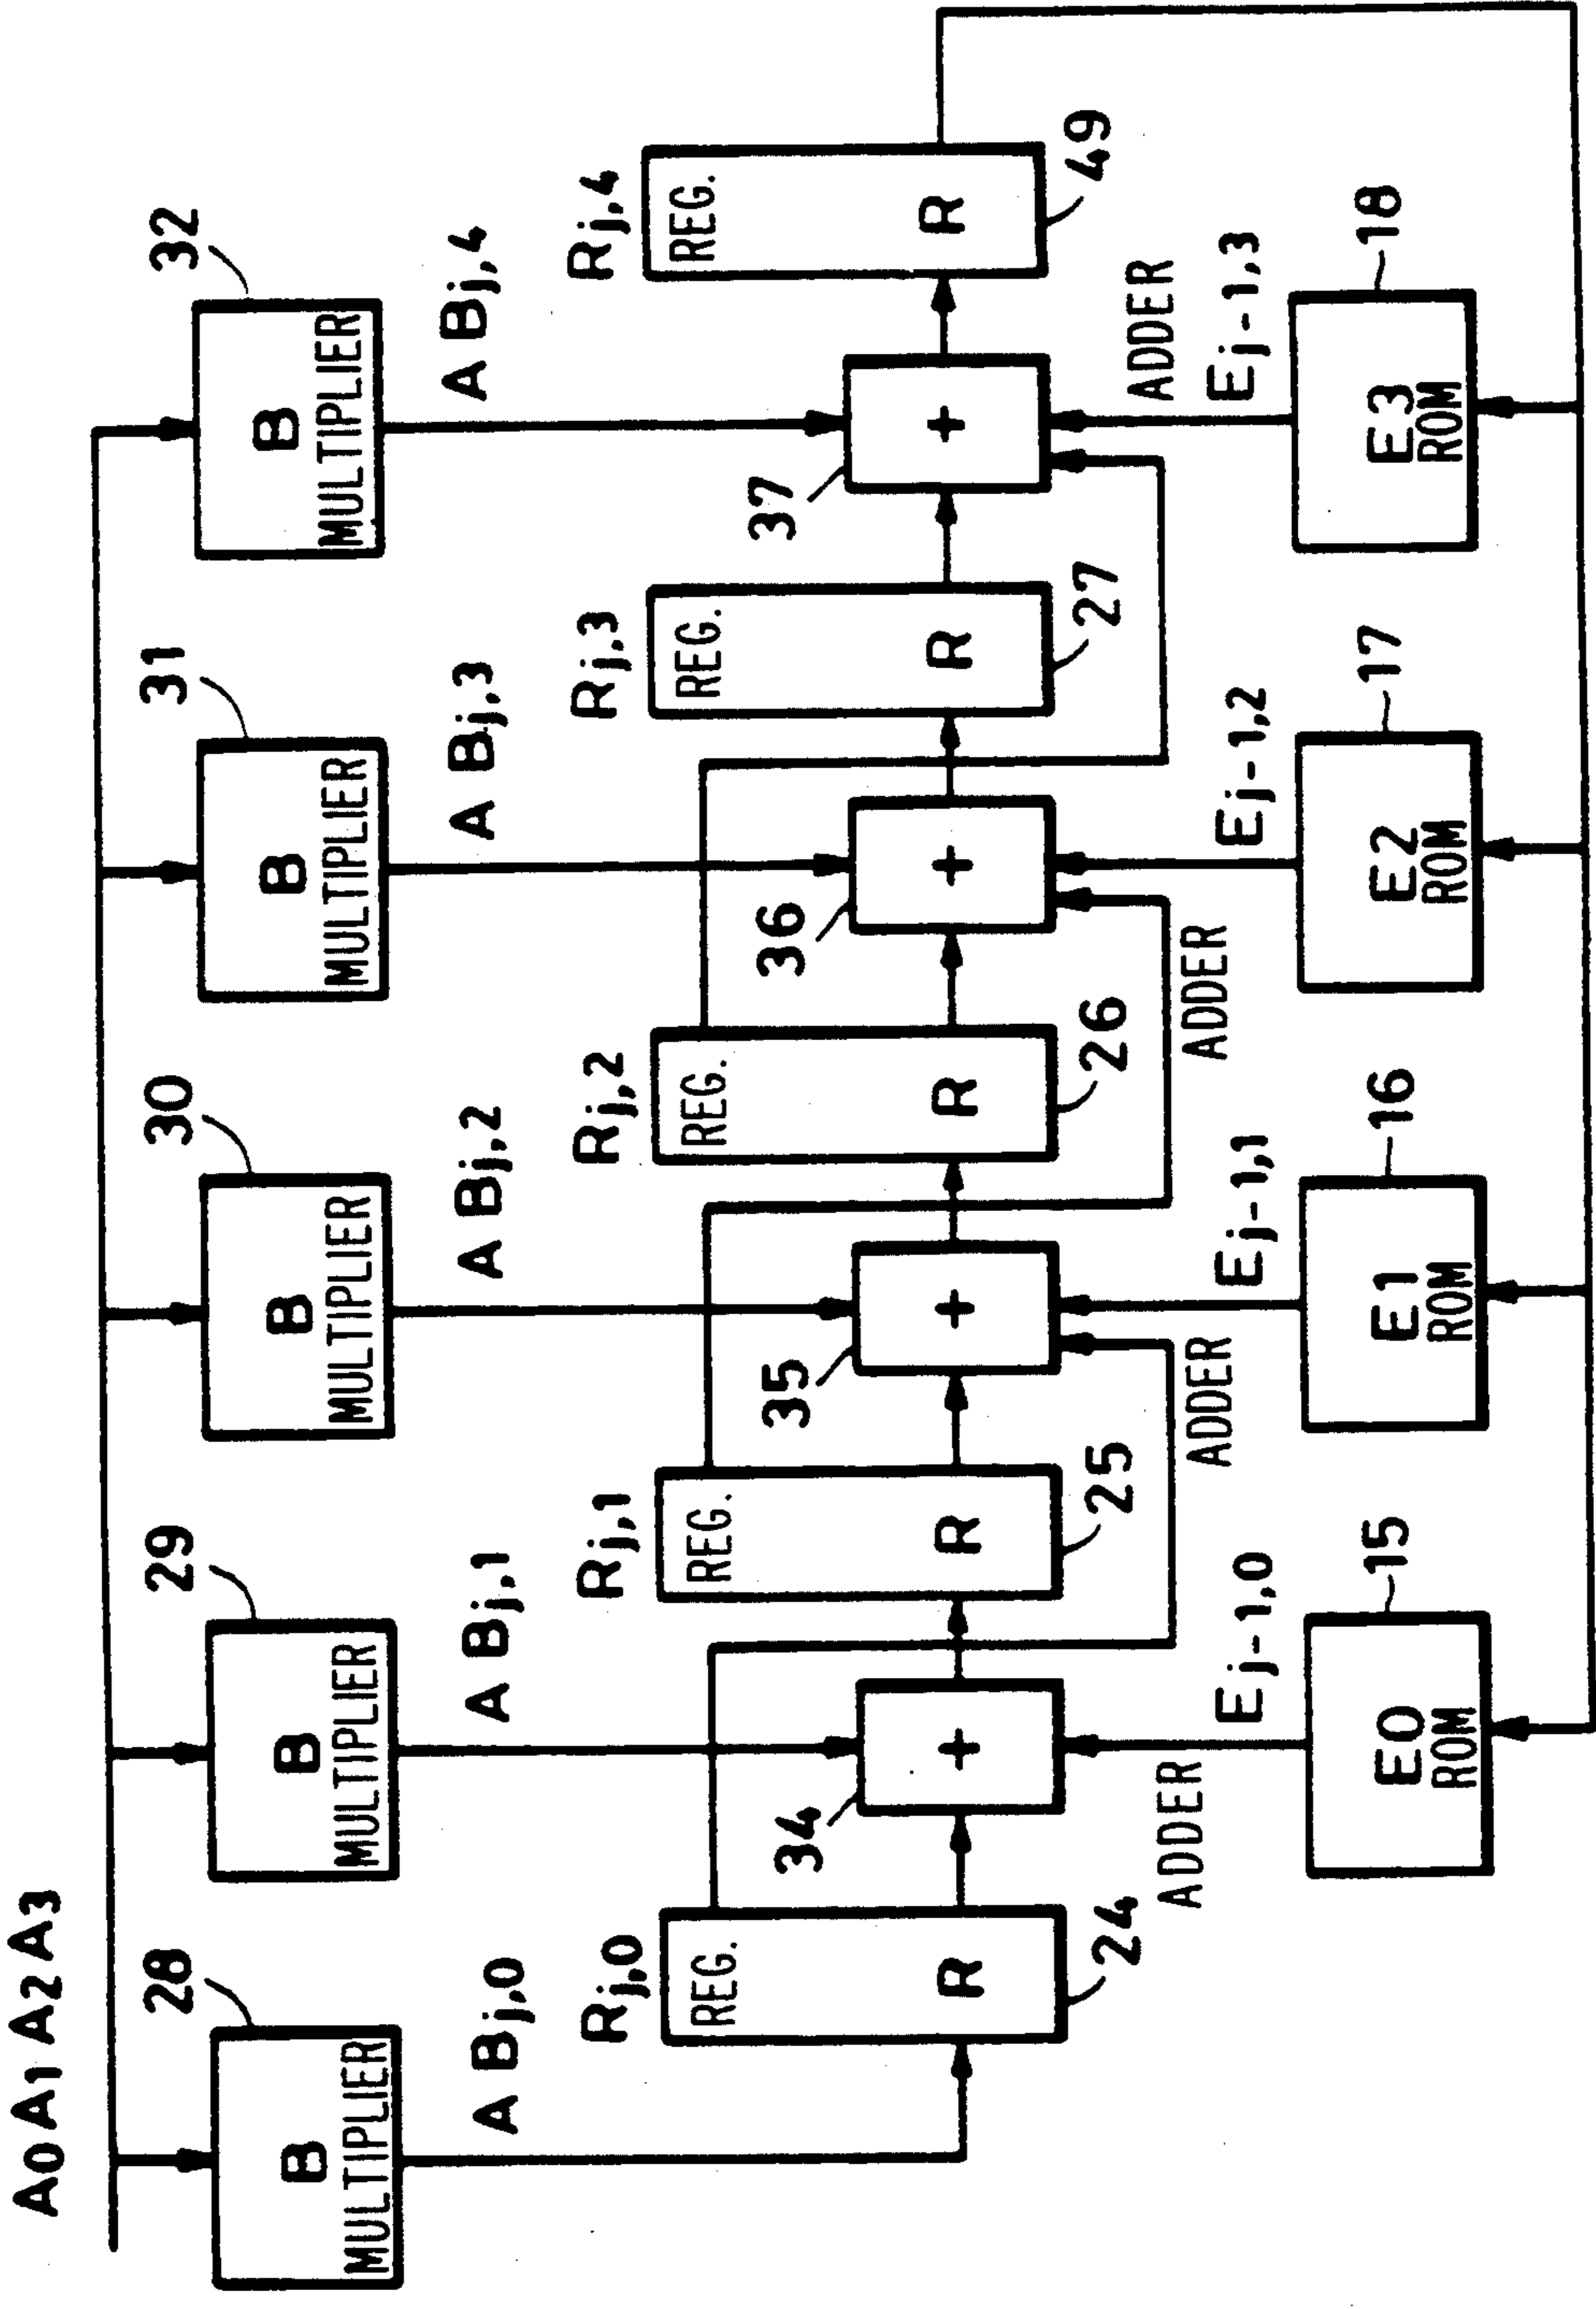 A0 A1 A2 A3
28
29
30
31
32
B
MULTIPLIER
B
MULTIPLIER
B
MULTIPLIER
B
MULTIPLIER
B
MULTIPLIER
A Bj,0
A Bj,1
A Bj,2
A Bj,3
A Bj,4
Rj,0
Rj,1
Rj,2
Rj,3
Rj,4
REG.
R
REG.
R
REG.
R
REG.
R
REG.
R
34
35
36
37
+
+
+
+
24
25
26
27
49
ADDER
ADDER
ADDER
ADDER
Ej-1,0
Ej-1,1
Ej-1,2
Ej-1,3
15
16
17
18
E0
ROM
E1
ROM
E2
ROM
E3
ROM